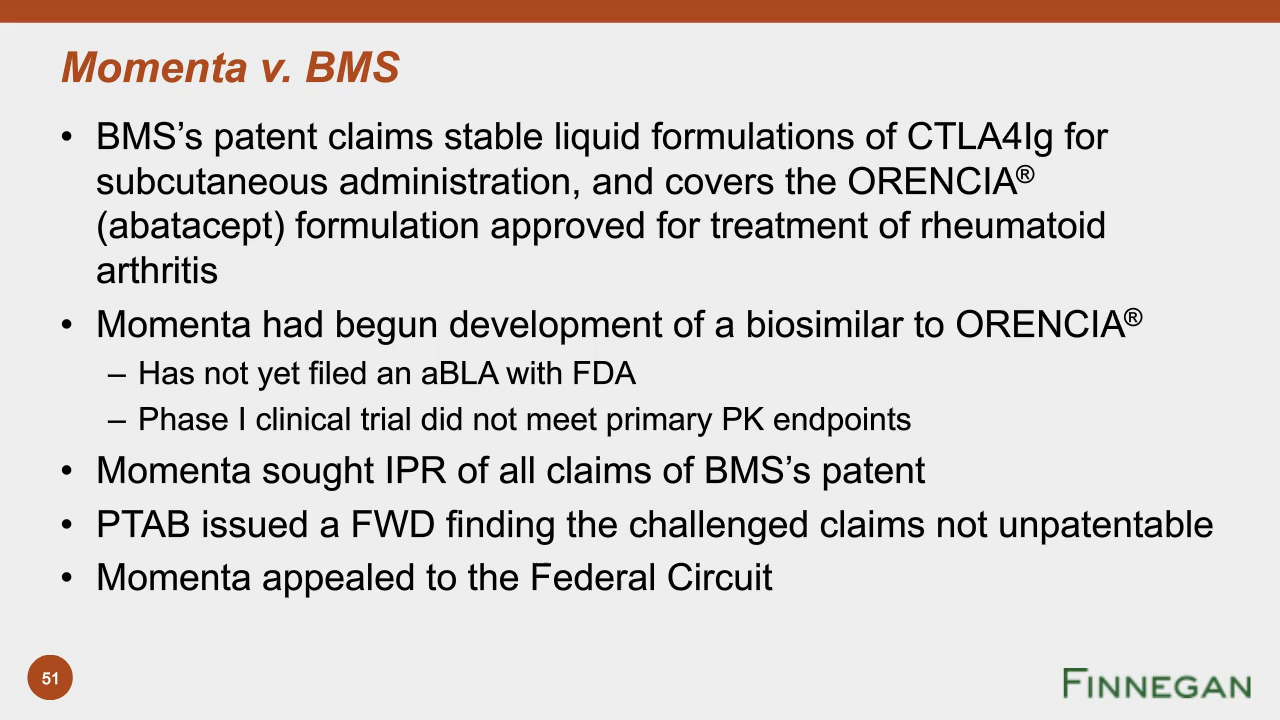 Momenta v. BMS
• BMS’s patent claims stable liquid formulations of CTLA4Ig for
subcutaneous administration, and covers the ORENCIA®
(abatacept) formulation approved for treatment of rheumatoid
arthritis
• Momenta had begun development of a biosimilar to ORENCIA®
– Has not yet filed an aBLA with FDA
– Phase I clinical trial did not meet primary PK endpoints
• Momenta sought IPR of all claims of BMS’s patent
• PTAB issued a FWD finding the challenged claims not unpatentable
• Momenta appealed to the Federal Circuit
51
FINNEGAN